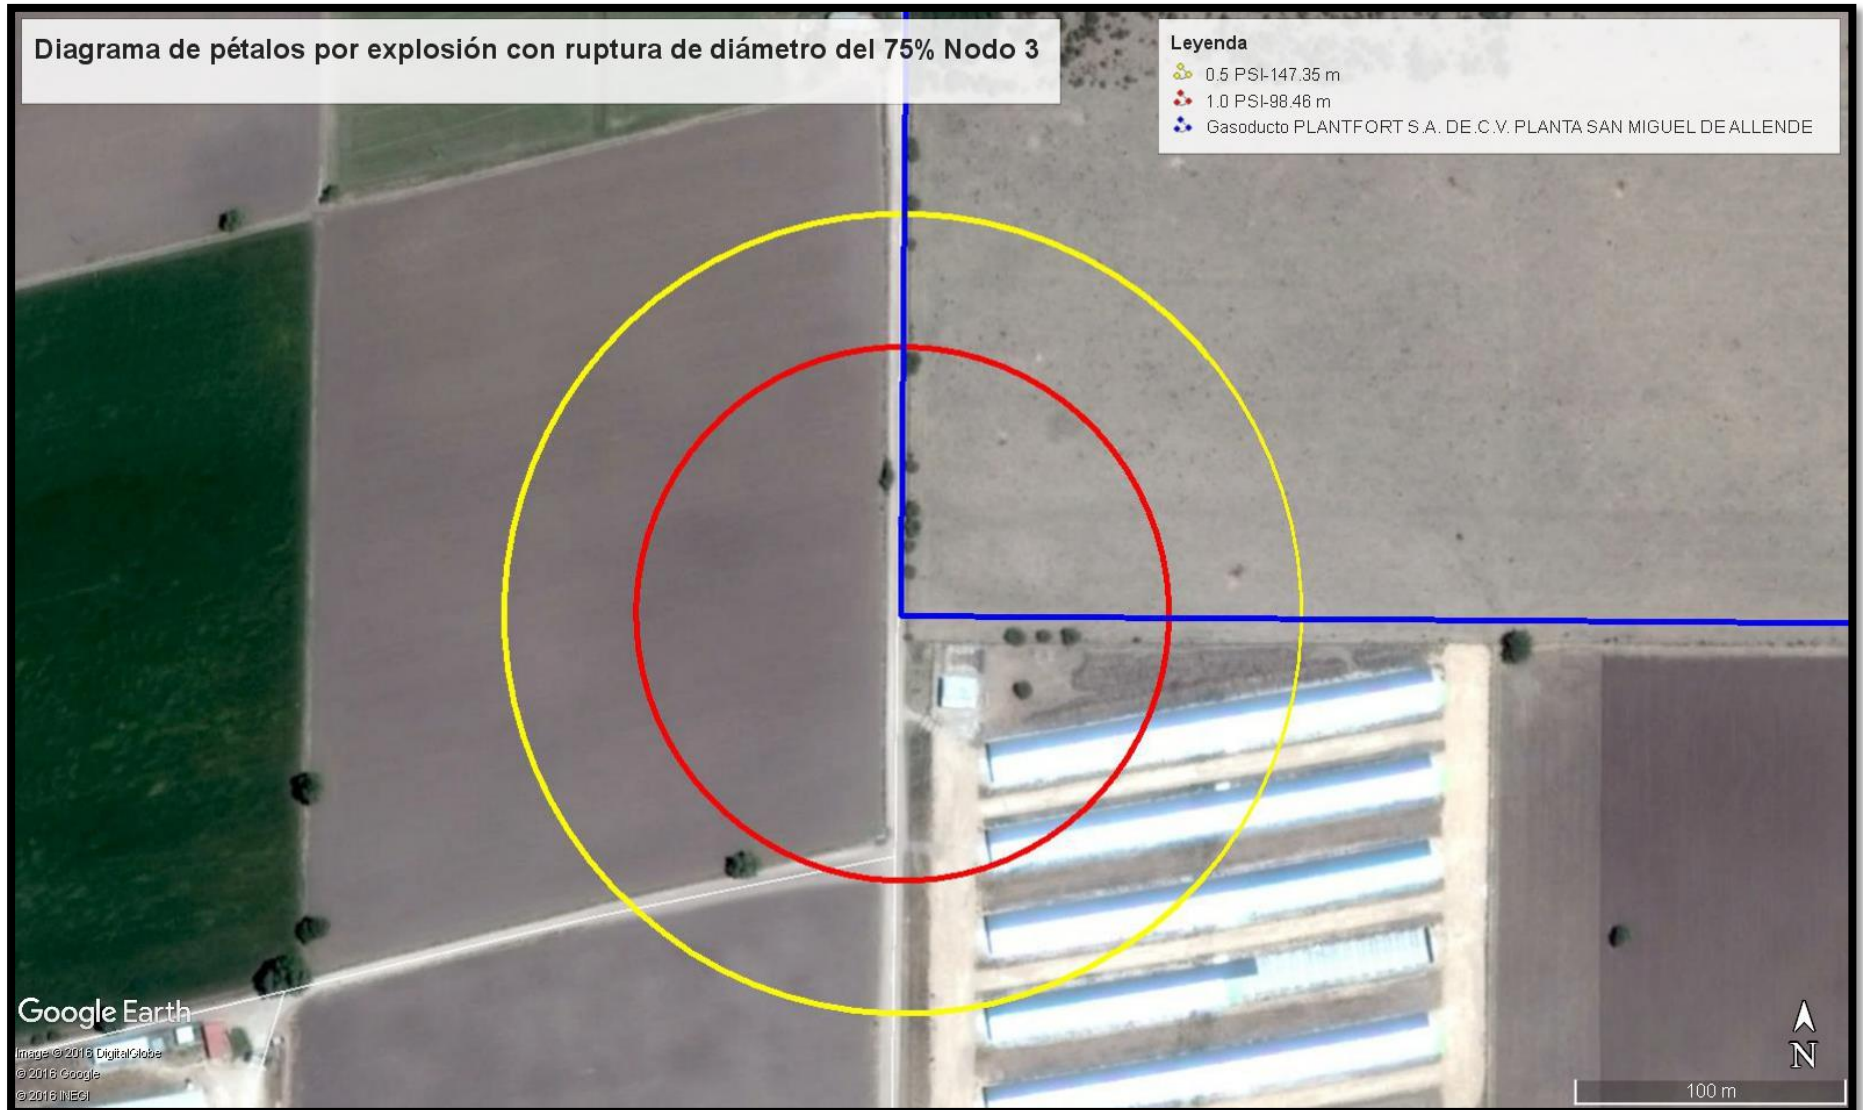 Diagrama de pétalos por explosión con ruptura de diámetro del 75% Nodo 3
Leyenda
0.5 PSI-147.35 m
1.0 PSI-98.46 m
Gasoducto PLANTFORT S.A. DE.C.V. PLANTA SAN MIGUEL DE ALLENDE
Google Earth
Image © 2016 DigitalGlobe
© 2016 Google
© 2016 INEGI
N
100 m